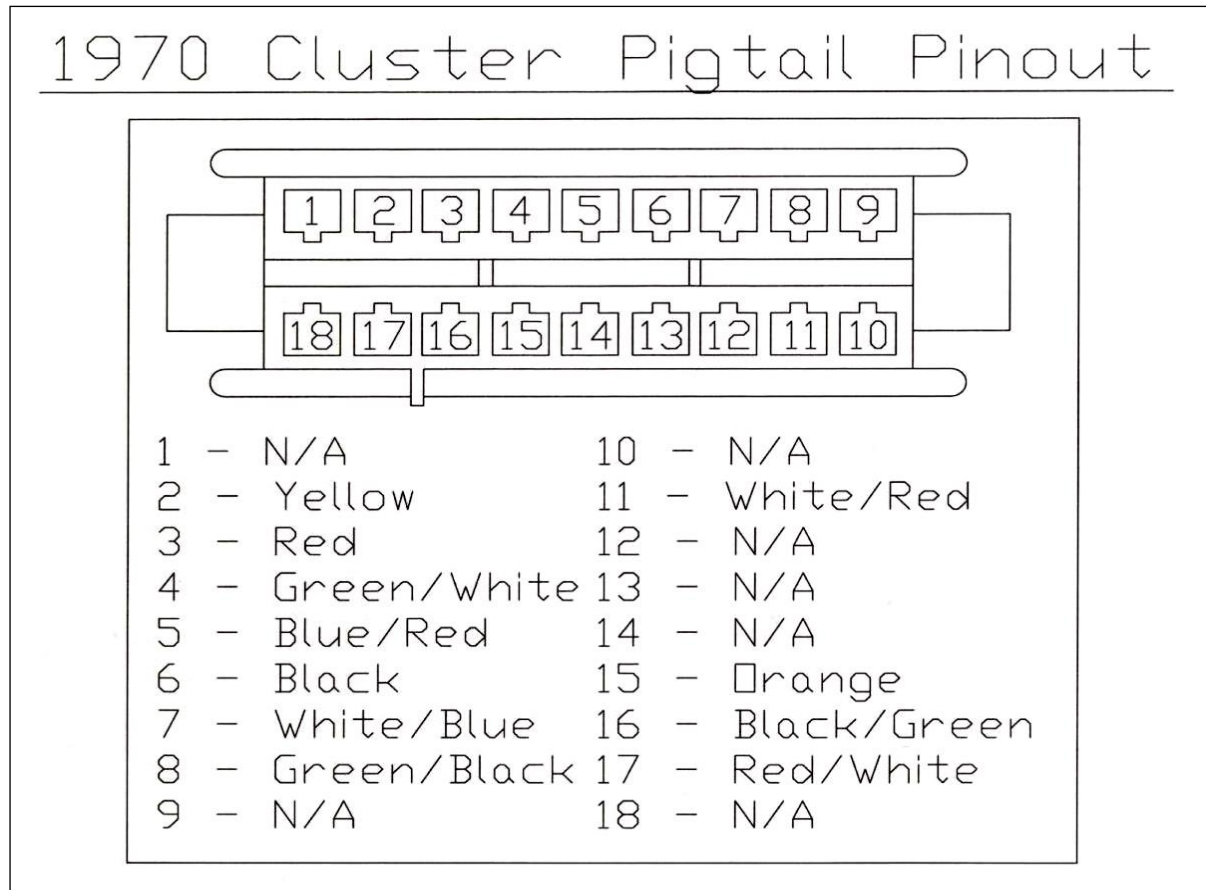 1970 Cluster Pigtail Pinout
1 2 3 4 5 6 7 8 9
18 17 16 15 14 13 12 11 10
1 - N/A
2 - Yellow
3 - Red
4 - Green/White
5 - Blue/Red
6 - Black
7 - White/Blue
8 - Green/Black
9 - N/A
10 - N/A
11 - White/Red
12 - N/A
13 - N/A
14 - N/A
15 - Orange
16 - Black/Green
17 - Red/White
18 - N/A